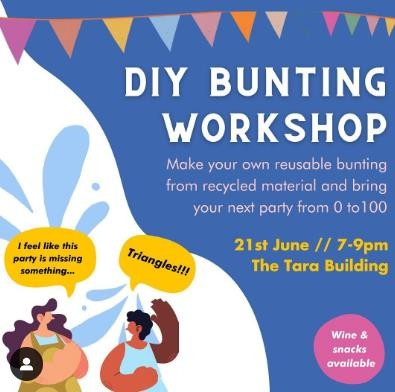 DIY BUNTING
WORKSHOP
Make your own reusable bunting
from recycled material and bring
your next party from 0 to100
21st June // 7-9pm
The Tara Building
I feel like this
party is missing
something...
Triangles!!!
Wine &
snacks
available